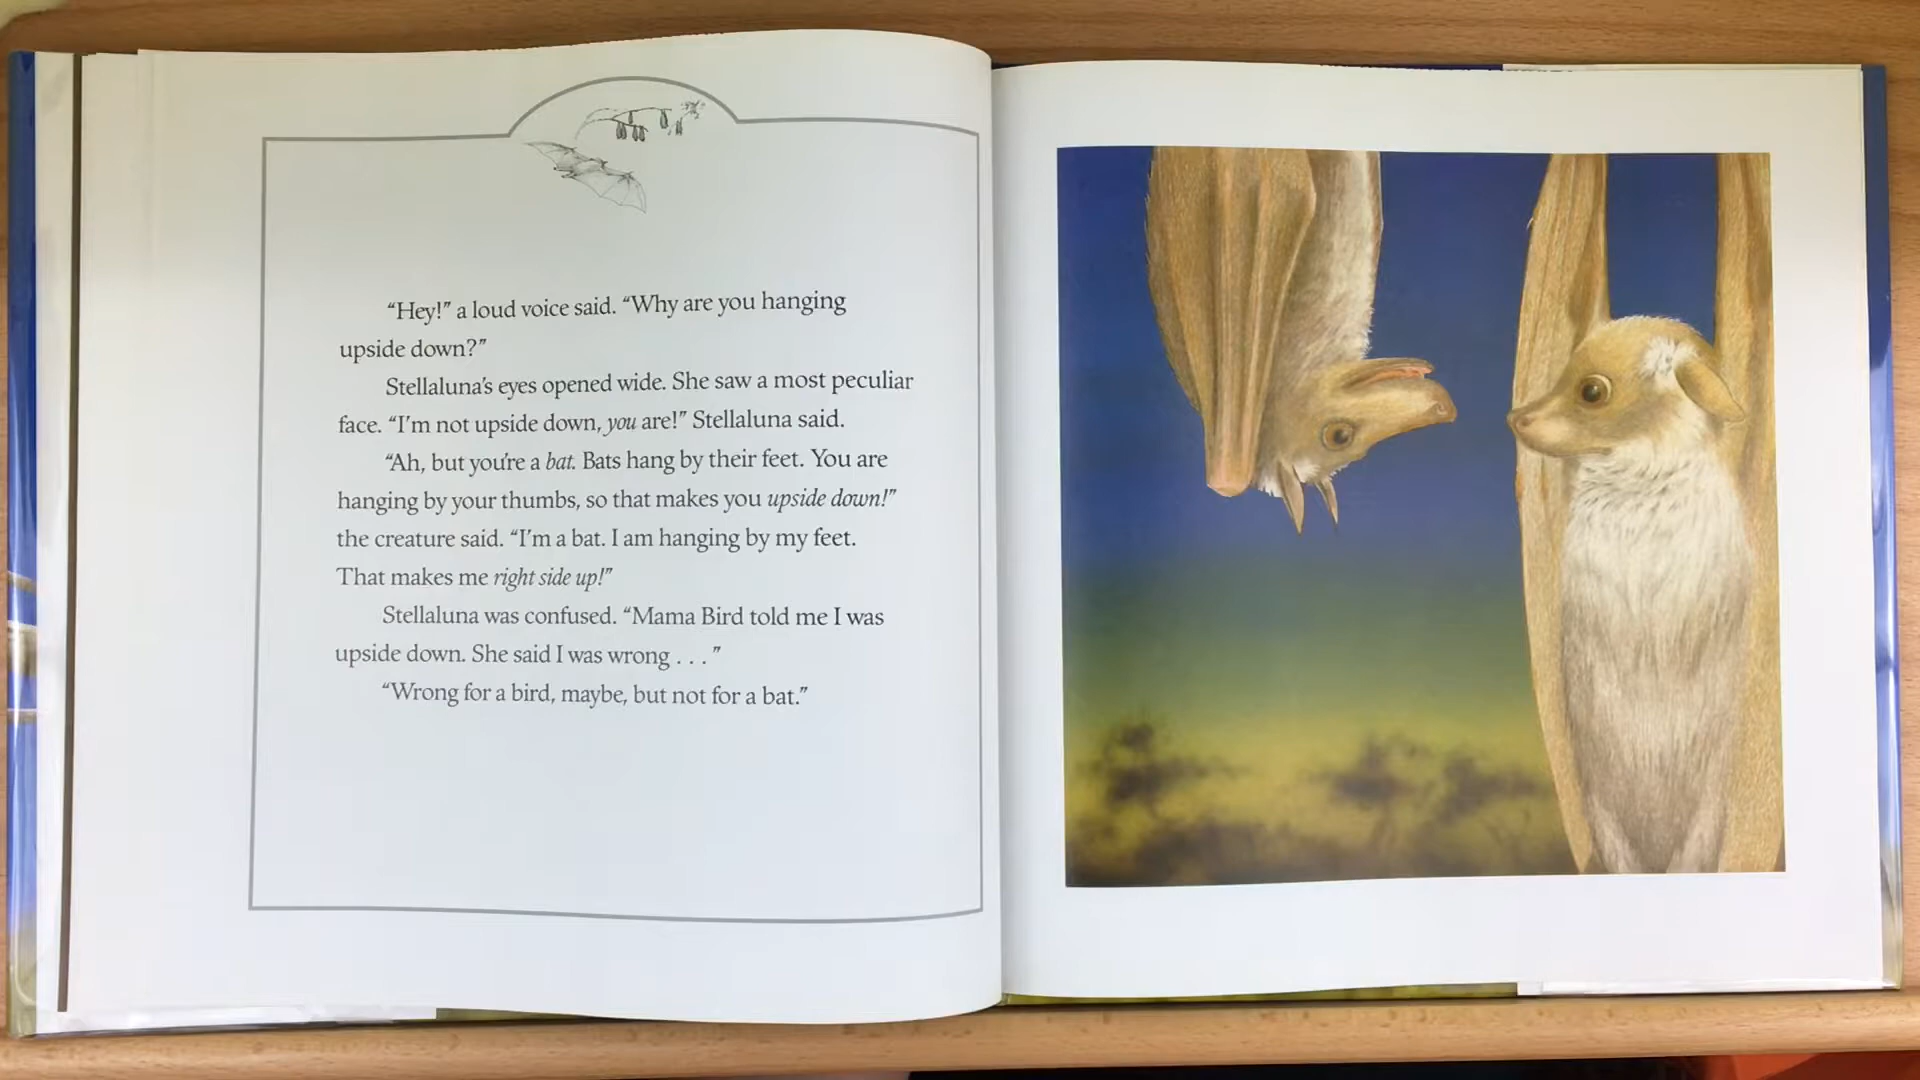 “Hey!” a loud voice said. “Why are you hanging
upside down?”
Stellaluna’s eyes opened wide. She saw a most peculiar
face. “I’m not upside down, you are!” Stellaluna said.
“Ah, but you’re a bat. Bats hang by their feet. You are
hanging by your thumbs, so that makes you upside down!”
the creature said. “I’m a bat. I am hanging by my feet.
That makes me right side up!”
Stellaluna was confused. “Mama Bird told me I was
upside down. She said I was wrong . . . ”
“Wrong for a bird, maybe, but not for a bat.”